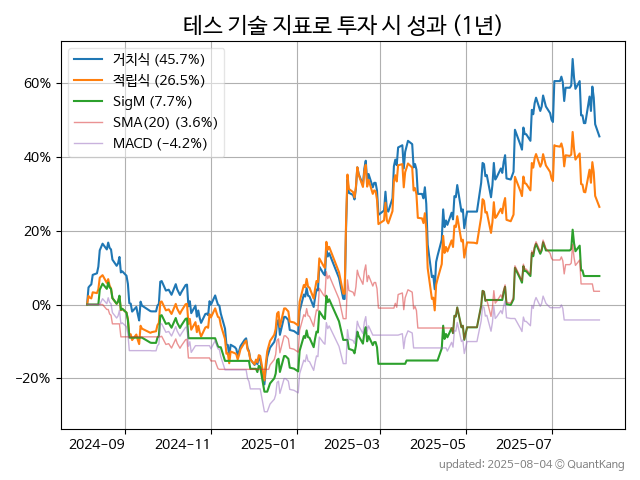 테스 기술 지표로 투자 시 성과 (1년)
거치식 (45.7%)
적립식 (26.5%)
SigM (7.7%)
SMA(20) (3.6%)
MACD (−4.2%)
60%
40%
20%
0%
−20%
2024-09 2024-11 2025-01 2025-03 2025-05 2025-07
updated: 2025-08-04 © QuantKang